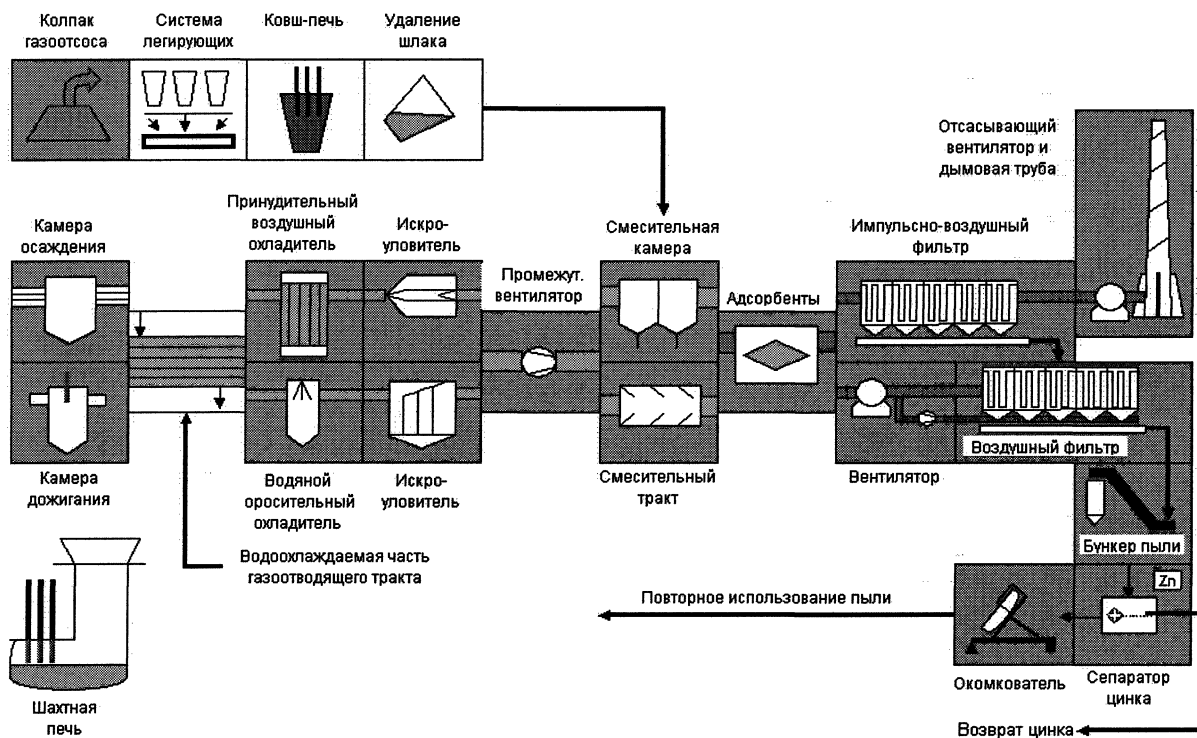 Колпак
газоотсоса
Система
легирующих
Ковш-печь
Удаление
шлака
Отсасывающий
вентилятор и
дымовая труба
Камера
осаждения
Принудительный
воздушный
охладитель
Искро-
уловитель
Промежут.
вентилятор
Смесительная
камера
Адсорбенты
Импульсно-воздушный
фильтр
Камера
дожигания
Водяной
оросительный
охладитель
Искро-
уловитель
Смесительный
тракт
Вентилятор
Воздушный фильтр
Бункер пыли
Водоохлаждаемая часть
газоотводящего тракта
Zn
Повторное использование пыли
Шахтная
печь
Окомкователь
Сепаратор
цинка
Возврат цинка